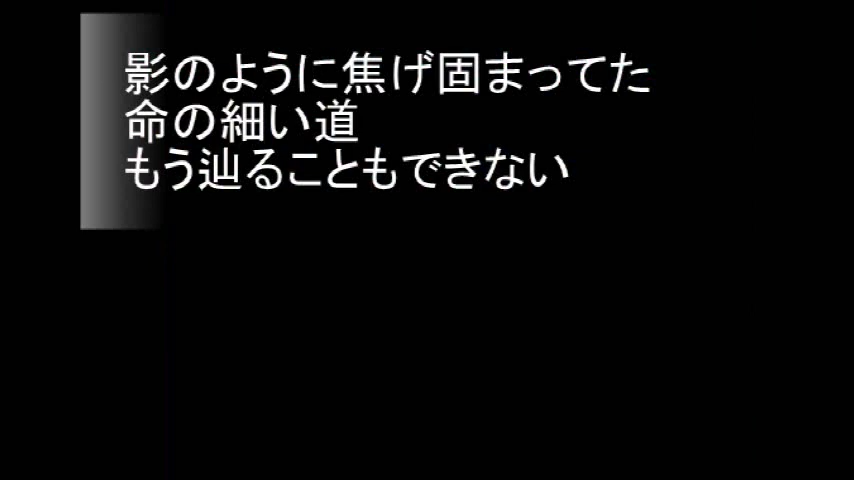 影のように焦げ固まってた
命の細い道
もう辿ることもできない